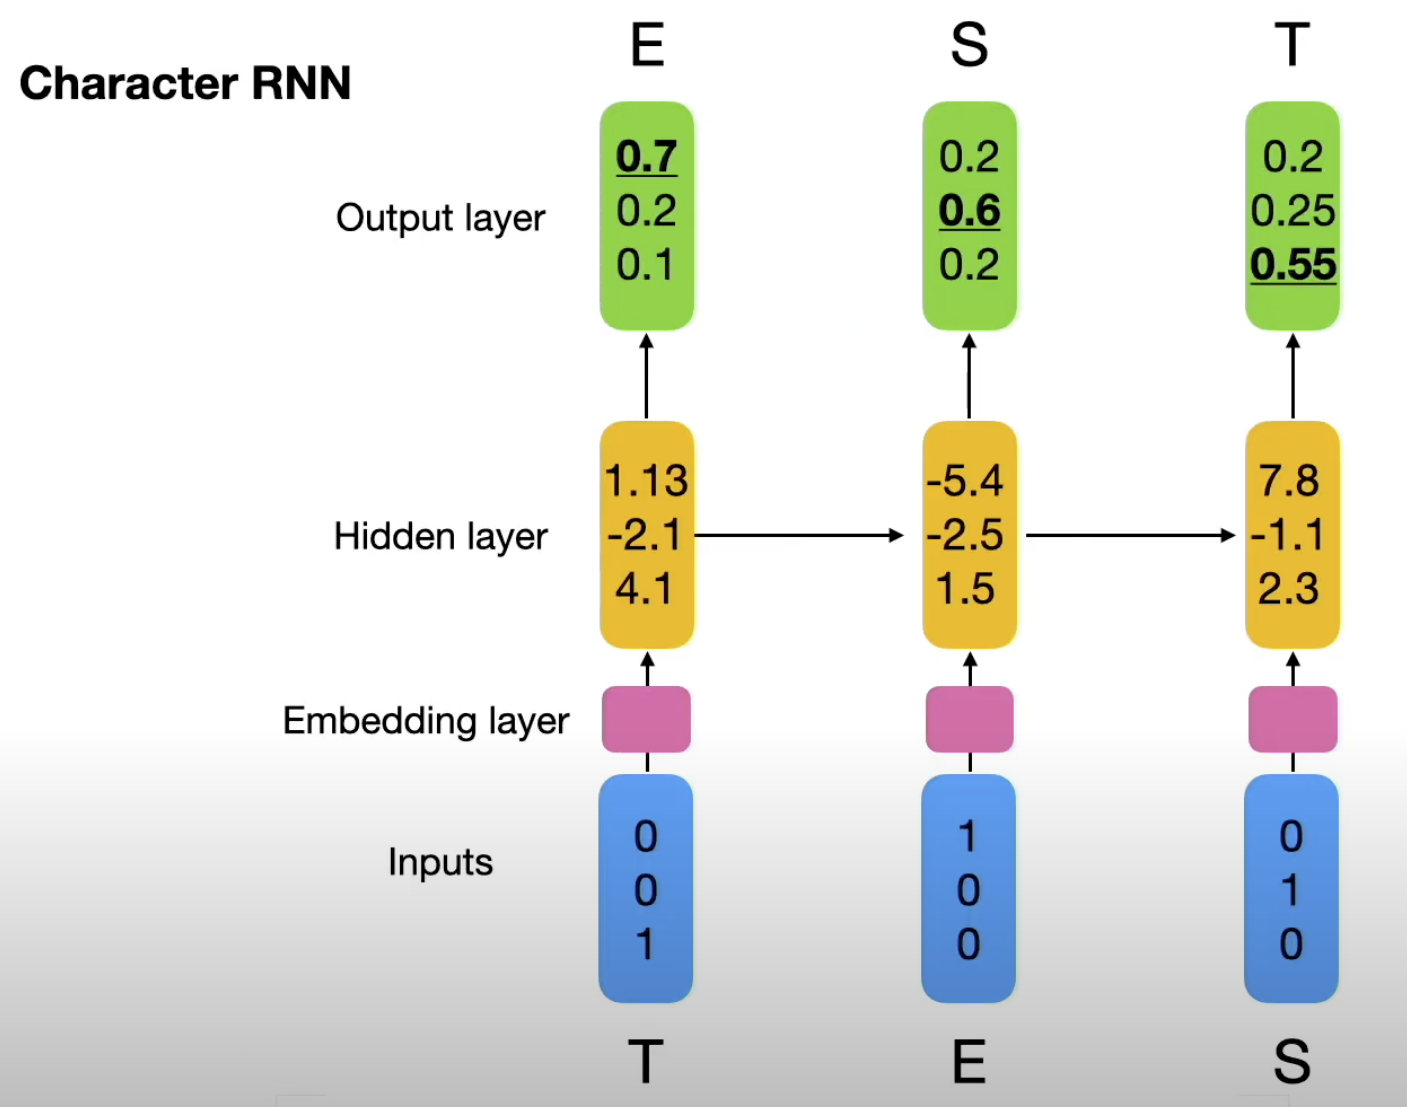 E S T
Character RNN
Output layer
0.7 0.2 0.2
0.2 0.6 0.25
0.1 0.2 0.55
Hidden layer
1.13 -5.4 7.8
-2.1 -2.5 -1.1
4.1 1.5 2.3
Embedding layer
Inputs
0 1 0
0 0 1
1 0 0
T E S